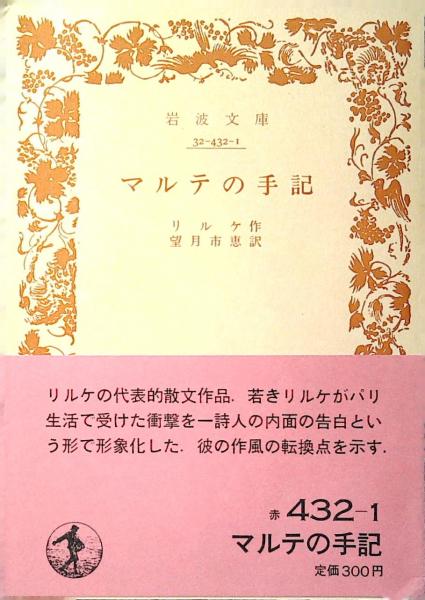 岩波文庫
32-432-1
マルテの手記
リルケ作
望月市恵訳
リルケの代表的散文作品. 若きリルケがパリ
生活で受けた衝撃を一詩人の内面の告白とい
う形で形象化した. 彼の作風の転換点を示す.
赤 432-1
マルテの手記
定価300円